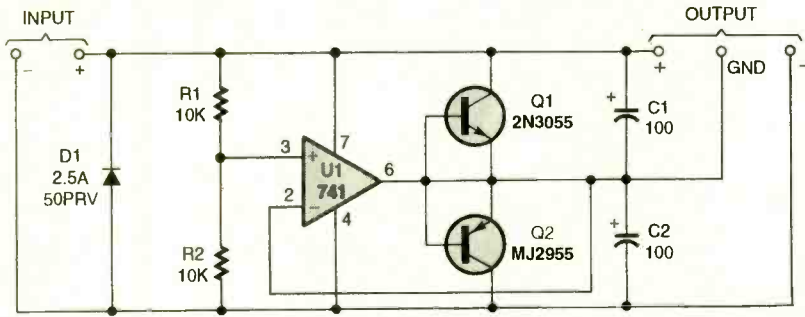 INPUT
OUTPUT
- +
+ GND -
R1
10K
D1
2.5A
50PRV
R2
10K
3
+
7
U1
741
6
2
-
4
Q1
2N3055
Q2
MJ2955
+
C1
100
+
C2
100